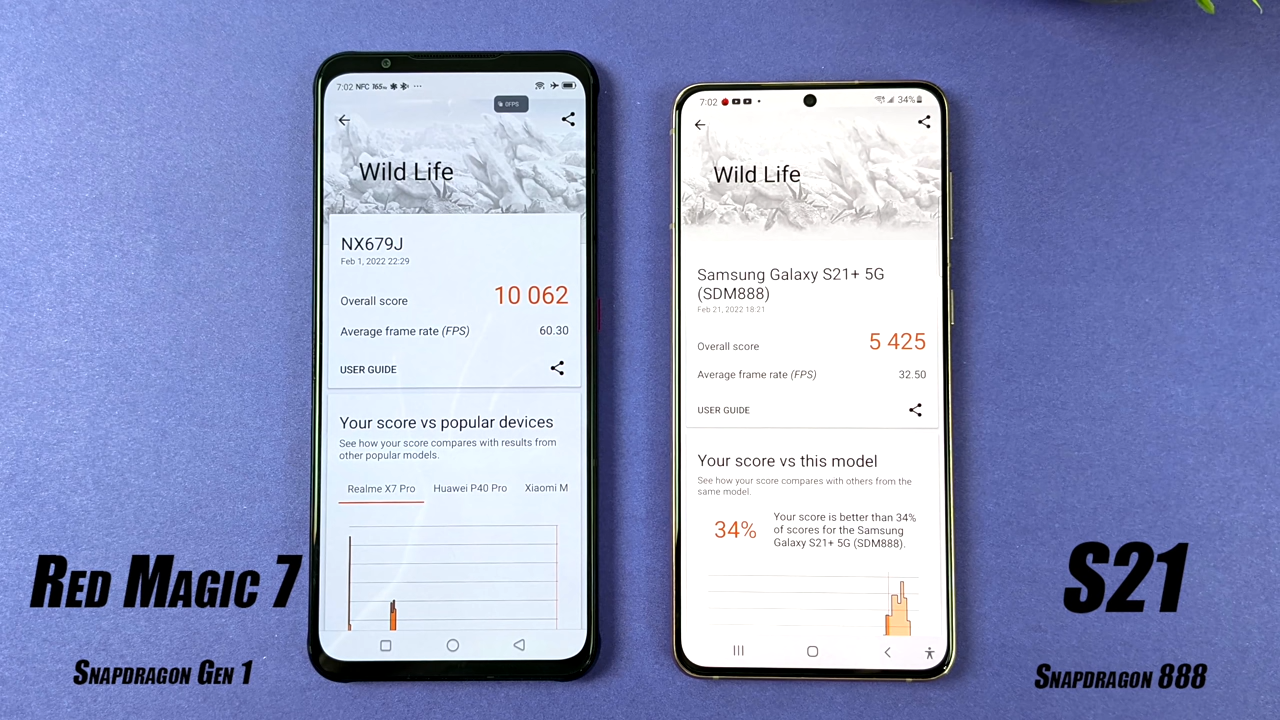 7:02 NFC 165Hz
0FPS
Wild Life
NX679J
Feb 1, 2022 22:29
Overall score 10 062
Average frame rate (FPS) 60.30
USER GUIDE
Your score vs popular devices
See how your score compares with results from
other popular models.
Realme X7 Pro Huawei P40 Pro Xiaomi M
RED MAGIC 7
SNAPDRAGON GEN 1
7:02 34%
Wild Life
Samsung Galaxy S21+ 5G
(SDM888)
Feb 21, 2022 18:21
Overall score 5 425
Average frame rate (FPS) 32.50
USER GUIDE
Your score vs this model
See how your score compares with others from the
same model.
34%
Your score is better than 34%
of scores for the Samsung
Galaxy S21+ 5G (SDM888).
S21
SNAPDRAGON 888